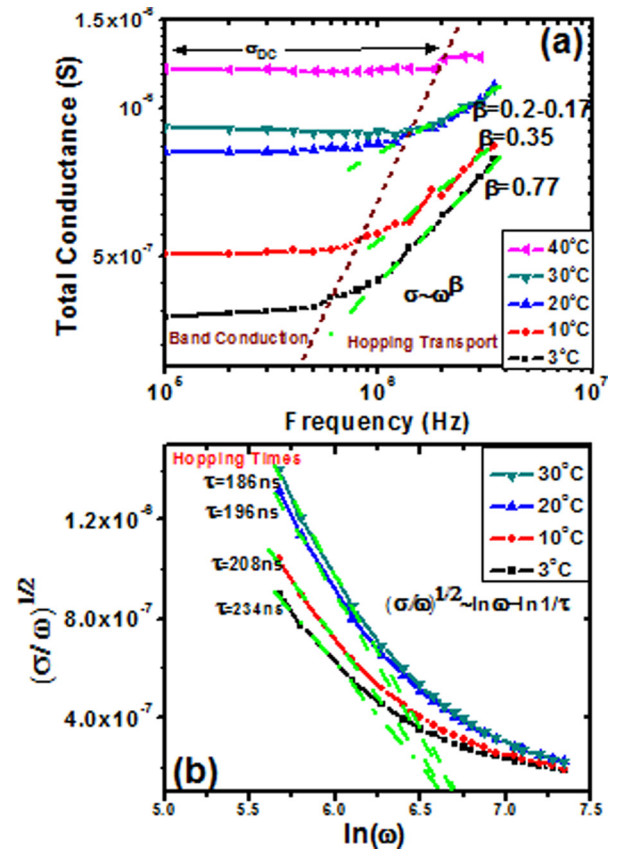 (a)
1.5x10⁻⁶
10⁻⁶
5x10⁻⁷
Total Conductance (S)
σDC
β=0.2-0.17
β=0.35
β=0.77
σ~ωβ
40°C
30°C
20°C
10°C
3°C
Band Conduction
Hopping Transport
10⁵
10⁶
10⁷
Frequency (Hz)
Hopping Times
τ=186ns
τ=196ns
τ=208ns
τ=234ns
30°C
20°C
10°C
3°C
(σ/ω)1/2~lnω-ln1/τ
1.2x10⁻⁶
8.0x10⁻⁷
4.0x10⁻⁷
(σ/ω)1/2
(b)
5.0
5.5
6.0
6.5
7.0
7.5
ln(ω)